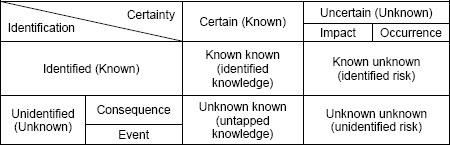 Certainty
Identification
Certain (Known)
Uncertain (Unknown)
Impact
Occurrence
Identified (Known)
Known known
(identified
knowledge)
Known unknown
(identified risk)
Unidentified
(Unknown)
Consequence
Event
Unknown known
(untapped
knowledge)
Unknown unknown
(unidentified risk)